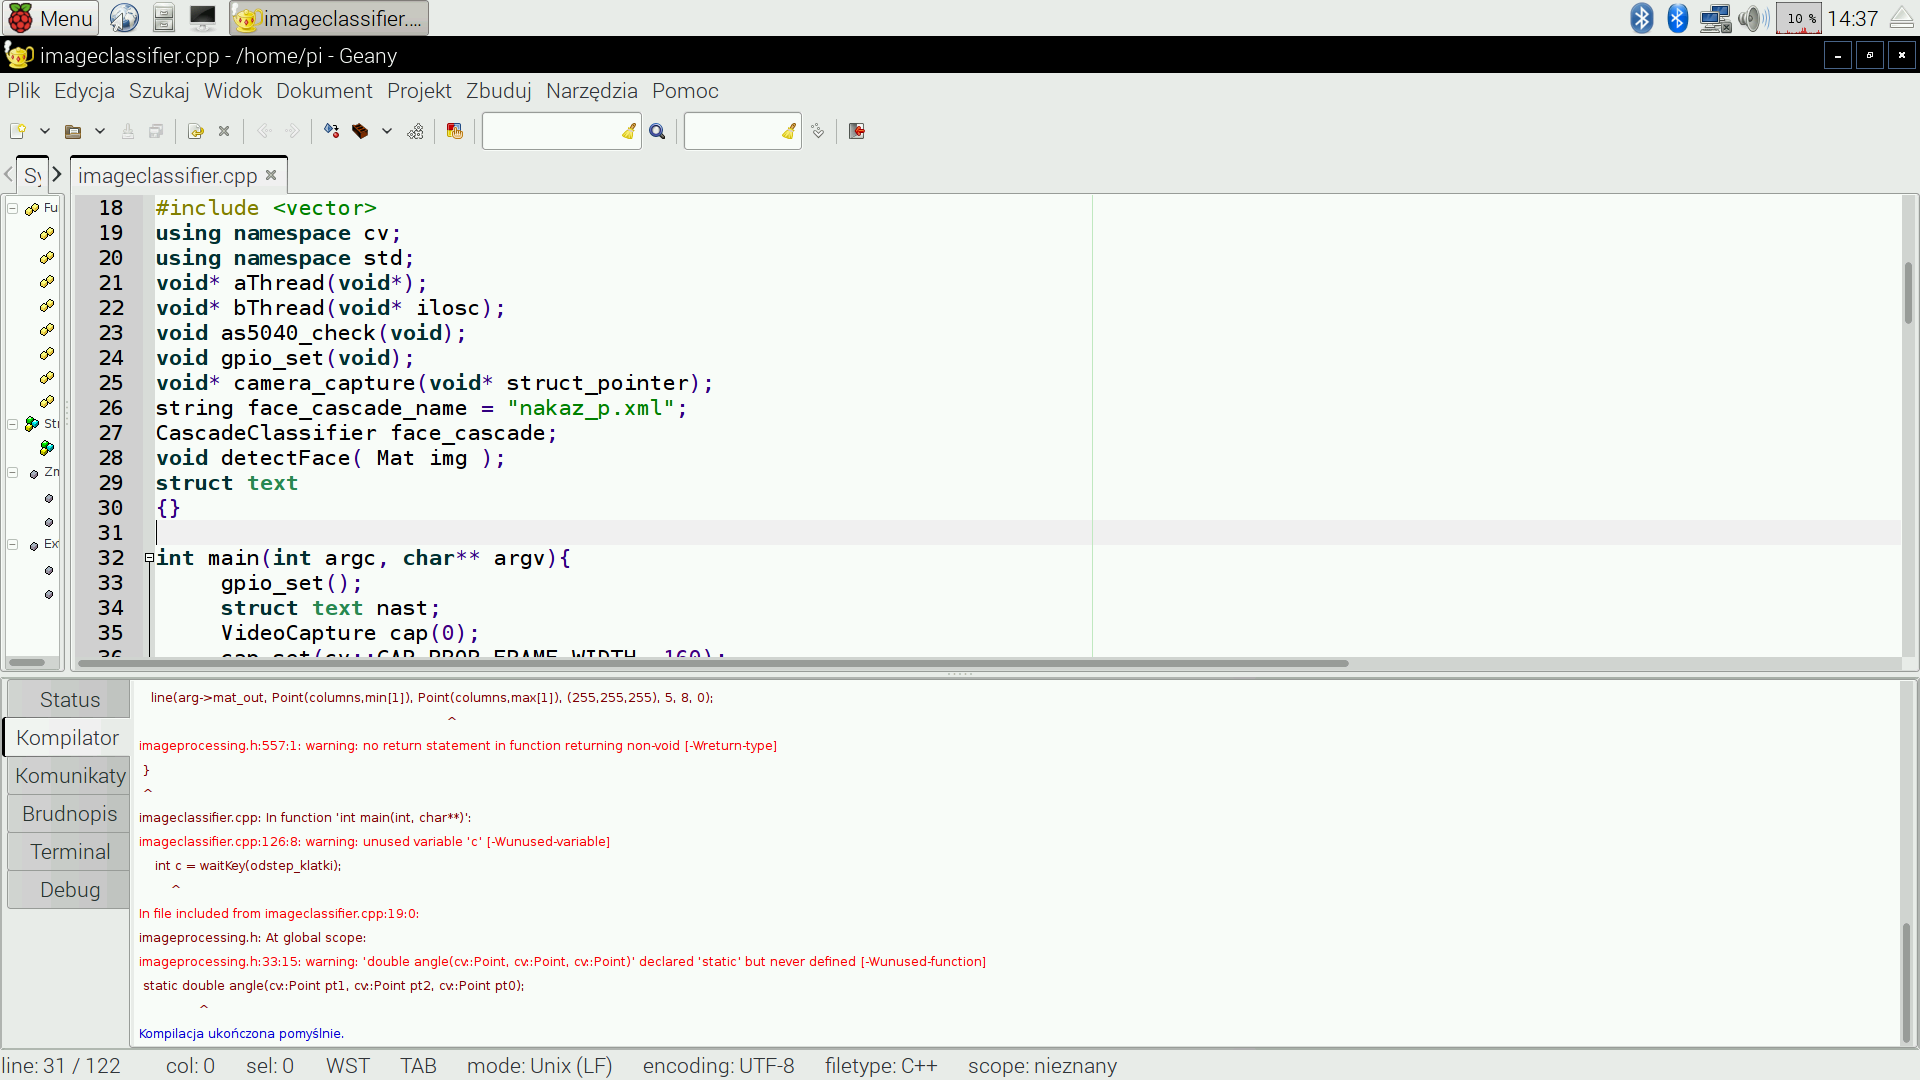 Menu
imageclassifier....
10 %
14:37
imageclassifier.cpp - /home/pi - Geany
Plik Edycja Szukaj Widok Dokument Projekt Zbuduj Narzędzia Pomoc
imageclassifier.cpp
Fu
Zn
18 #include <vector>
19 using namespace cv;
20 using namespace std;
21 void* aThread(void*);
22 void* bThread(void* ilosc);
23 void as5040_check(void);
24 void gpio_set(void);
25 void* camera_capture(void* struct_pointer);
26 string face_cascade_name = "nakaz_p.xml";
27 CascadeClassifier face_cascade;
28 void detectFace( Mat img );
29 struct text
30 {}
31
32 int main(int argc, char** argv){
33 gpio_set();
34 struct text nast;
35 VideoCapture cap(0);
36 cap.set(cv::CAP_PROP_FRAME_WIDTH, 160);
Status
Kompilator
Komunikaty
Brudnopis
Terminal
Debug
line(arg->mat_out, Point(columns,min[1]), Point(columns,max[1]), (255,255,255), 5, 8, 0);
^
imageprocessing.h:557:1: warning: no return statement in function returning non-void [-Wreturn-type]
}
^
imageclassifier.cpp: In function 'int main(int, char**)':
imageclassifier.cpp:126:8: warning: unused variable 'c' [-Wunused-variable]
int c = waitKey(odstep_klatki);
^
In file included from imageclassifier.cpp:19:0:
imageprocessing.h: At global scope:
imageprocessing.h:33:15: warning: 'double angle(cv::Point, cv::Point, cv::Point)' declared 'static' but never defined [-Wunused-function]
static double angle(cv::Point pt1, cv::Point pt2, cv::Point pt0);
^
Kompilacja ukończona pomyślnie.
line: 31 / 122 col: 0 sel: 0 WST TAB mode: Unix (LF) encoding: UTF-8 filetype: C++ scope: nieznany